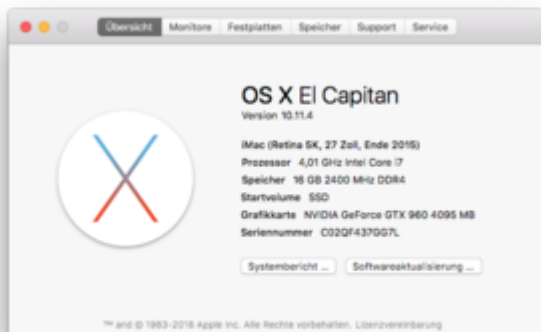 Übersicht Monitore Festplatten Speicher Support Service
OS X El Capitan
Version 10.11.4
iMac (Retina 5K, 27 Zoll, Ende 2015)
Prozessor 4,01 GHz Intel Core i7
Speicher 16 GB 2400 MHz DDR4
Startvolume SSD
Grafikkarte NVIDIA GeForce GTX 960 4095 MB
Seriennummer C02QF437GG7L
Systembericht ... Softwareaktualisierung ...
™ and © 1983-2016 Apple Inc. Alle Rechte vorbehalten. Lizenzvereinbarung